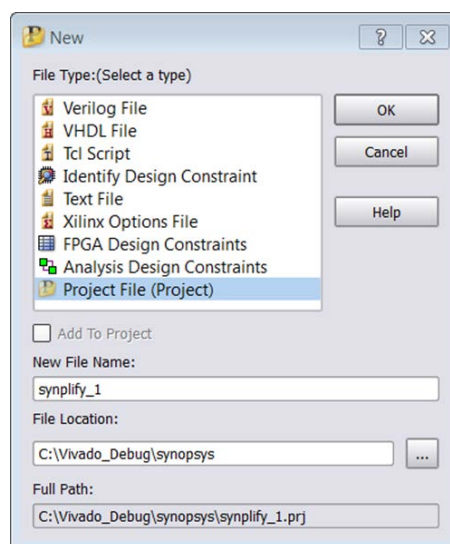 New
File Type:(Select a type)
Verilog File
VHDL File
Tcl Script
Identify Design Constraint
Text File
Xilinx Options File
FPGA Design Constraints
Analysis Design Constraints
Project File (Project)
OK
Cancel
Help
Add To Project
New File Name:
synplify_1
File Location:
C:\Vivado_Debug\synopsys
...
Full Path:
C:\Vivado_Debug\synopsys\synplify_1.prj